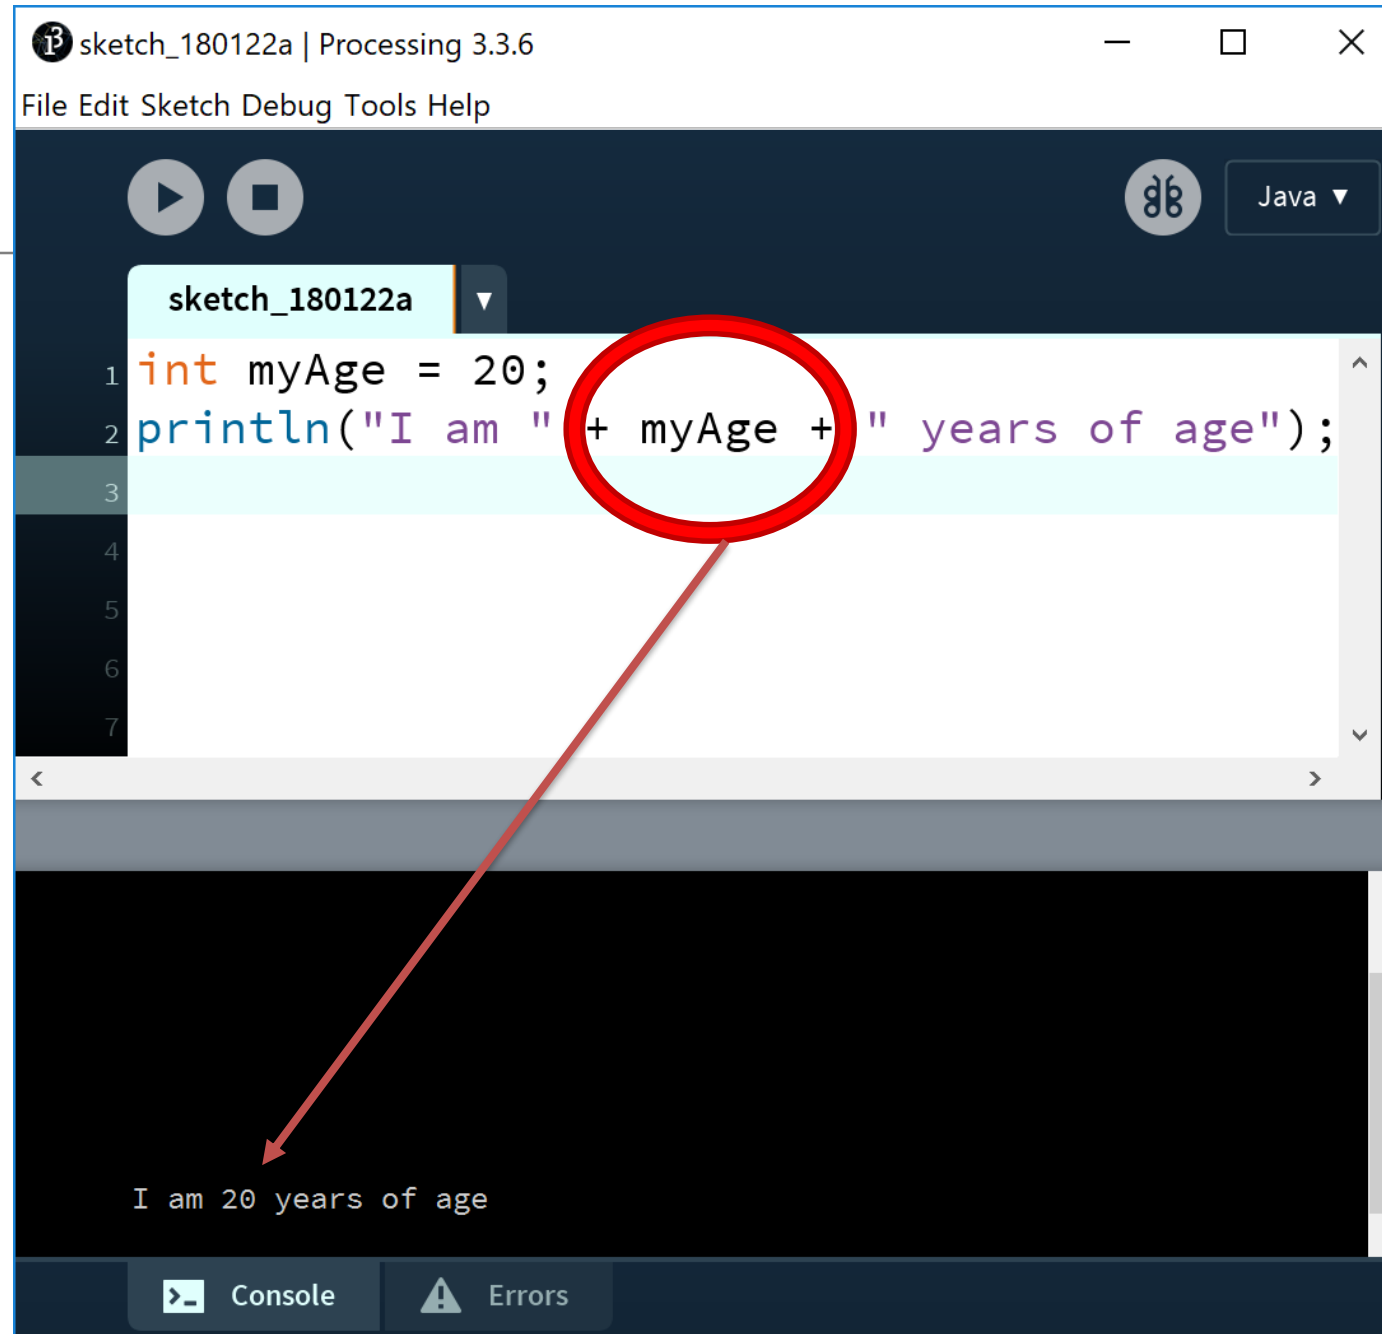 sketch_180122a | Processing 3.3.6
File Edit Sketch Debug Tools Help
Java ▼
sketch_180122a ▼
1 int myAge = 20;
2 println("I am " + myAge + " years of age");
3
4
5
6
7
I am 20 years of age
Console Errors